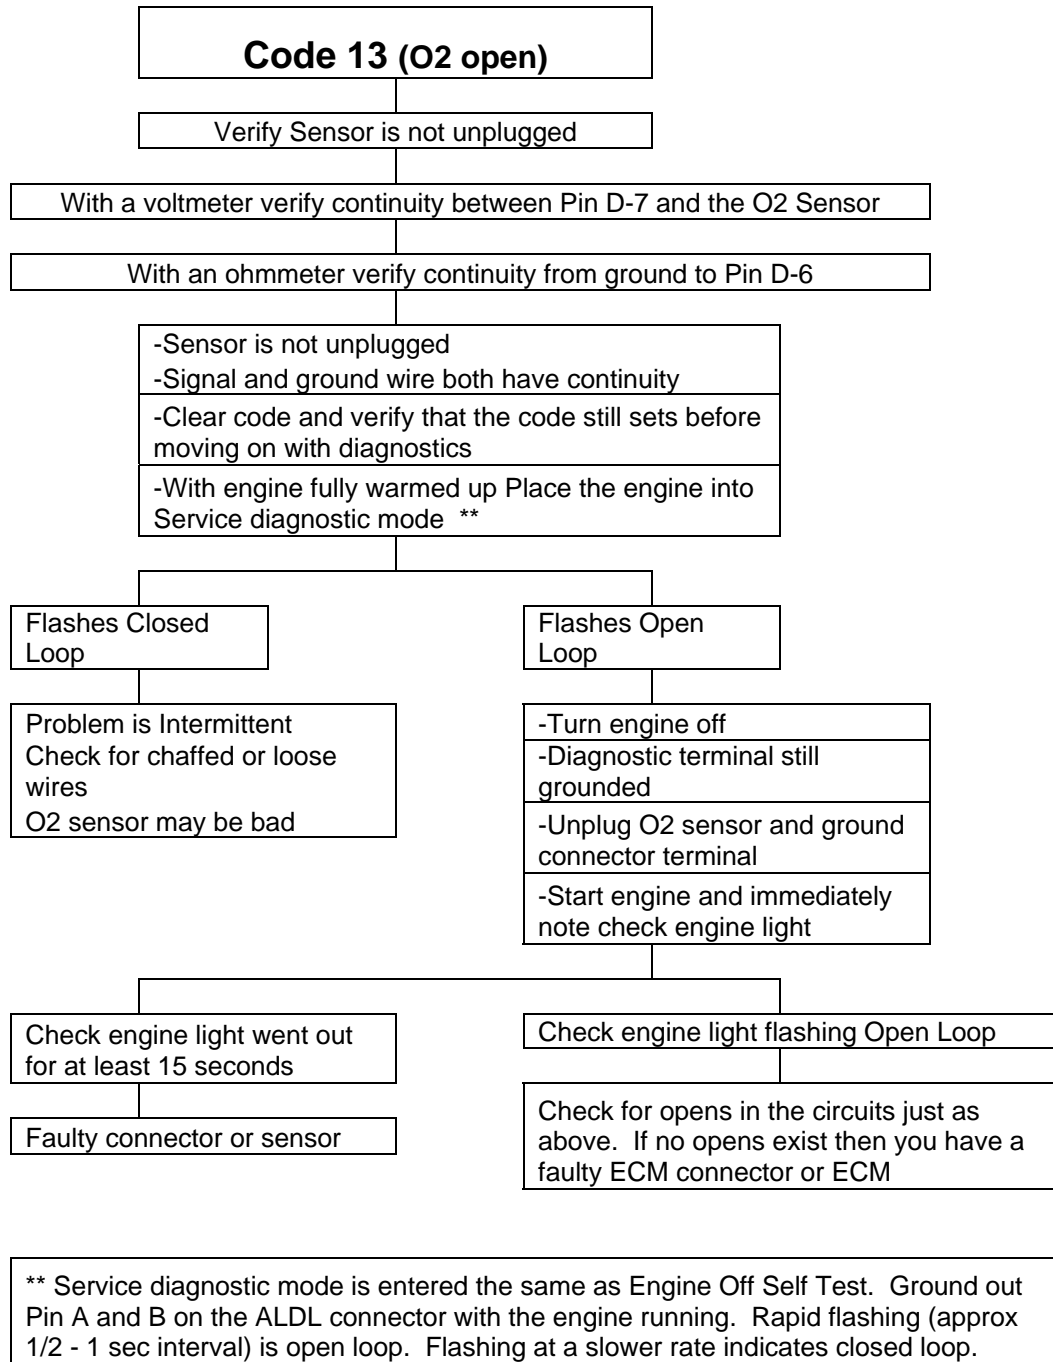 Code 13 (O2 open)
Verify Sensor is not unplugged
With a voltmeter verify continuity between Pin D-7 and the O2 Sensor
With an ohmmeter verify continuity from ground to Pin D-6
-Sensor is not unplugged
-Signal and ground wire both have continuity
-Clear code and verify that the code still sets before
moving on with diagnostics
-With engine fully warmed up Place the engine into
Service diagnostic mode **
Flashes Closed
Loop
Problem is Intermittent
Check for chaffed or loose
wires
O2 sensor may be bad
Flashes Open
Loop
-Turn engine off
-Diagnostic terminal still
grounded
-Unplug O2 sensor and ground
connector terminal
-Start engine and immediately
note check engine light
Check engine light went out
for at least 15 seconds
Faulty connector or sensor
Check engine light flashing Open Loop
Check for opens in the circuits just as
above. If no opens exist then you have a
faulty ECM connector or ECM
** Service diagnostic mode is entered the same as Engine Off Self Test. Ground out
Pin A and B on the ALDL connector with the engine running. Rapid flashing (approx
1/2 - 1 sec interval) is open loop. Flashing at a slower rate indicates closed loop.